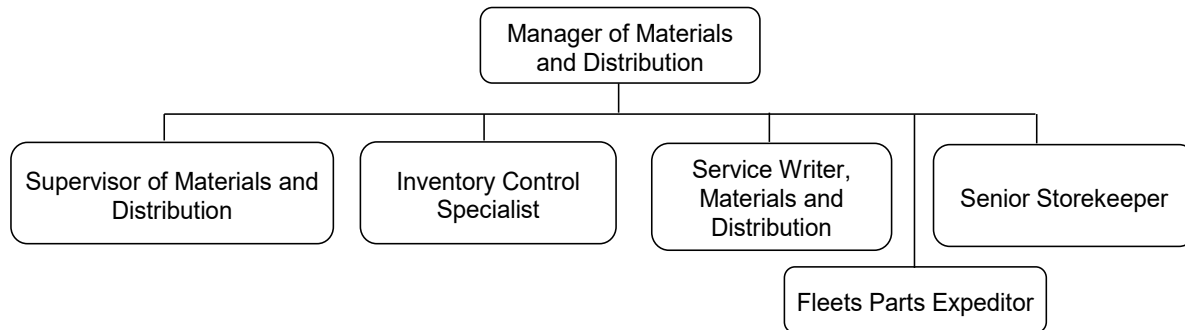 Manager of Materials
and Distribution
Supervisor of Materials and
Distribution
Inventory Control
Specialist
Service Writer,
Materials and
Distribution
Senior Storekeeper
Fleets Parts Expeditor